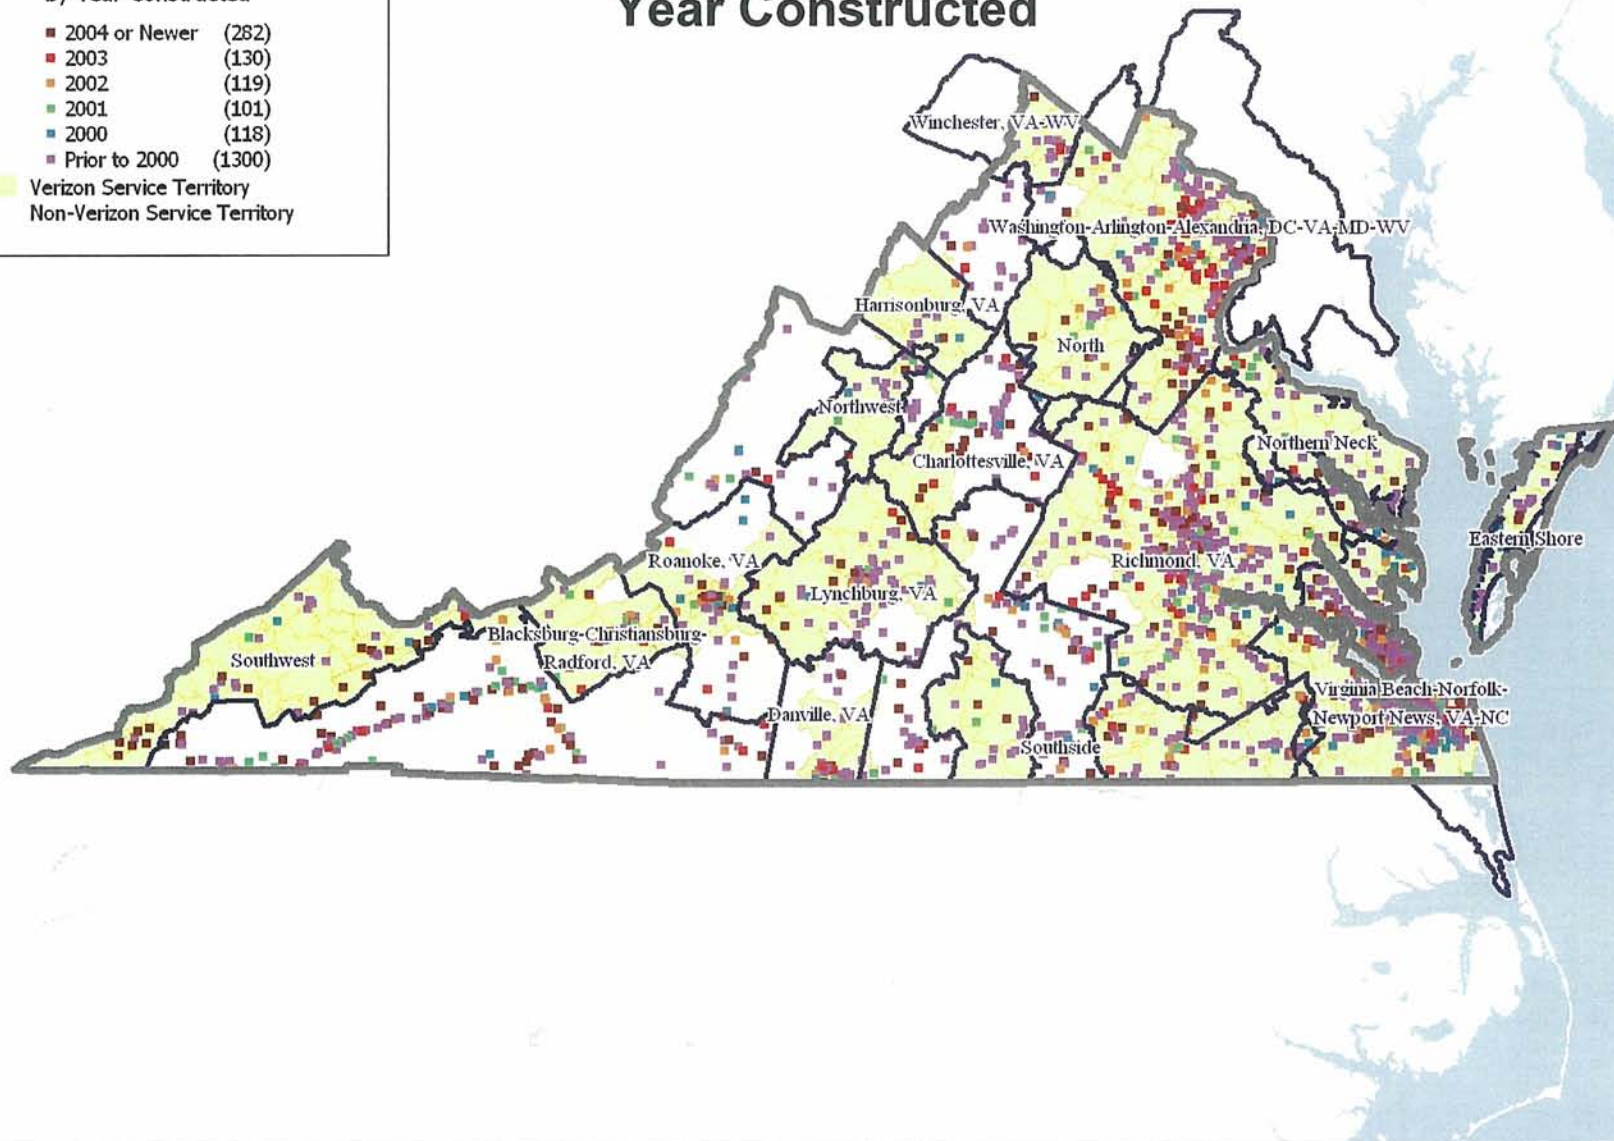 Year Constructed
by Year Constructed
2004 or Newer (282)
2003 (130)
2002 (119)
2001 (101)
2000 (118)
Prior to 2000 (1300)
Verizon Service Territory
Non-Verizon Service Territory
Winchester, VA-WV
Washington-Arlington-Alexandria, DC-VA-MD-WV
Harrisonburg, VA
North
Northwest
Northern Neck
Charlottesville, VA
Eastern Shore
Roanoke, VA
Richmond, VA
Lynchburg, VA
Blacksburg-Christiansburg-
Radford, VA
Southwest
Virginia Beach-Norfolk-
Newport News, VA-NC
Danville, VA
Southside